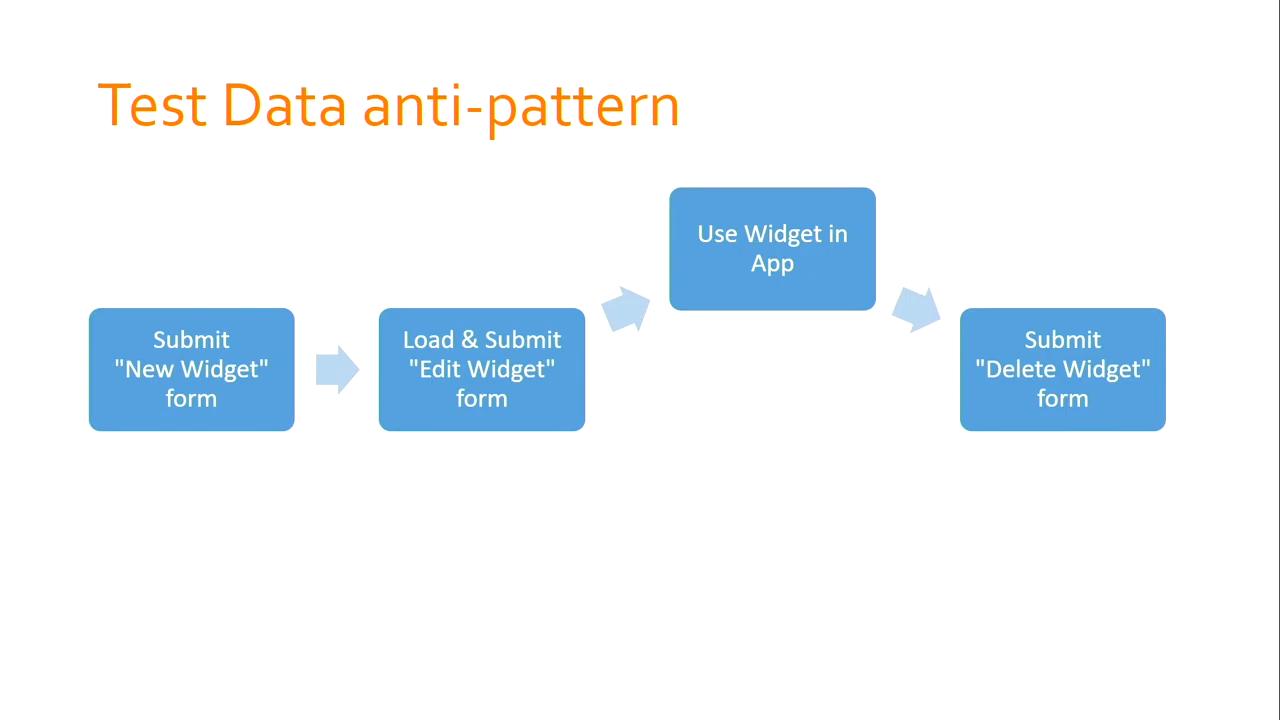 Test Data anti-pattern
Submit
"New Widget"
form
Load & Submit
"Edit Widget"
form
Use Widget in
App
Submit
"Delete Widget"
form